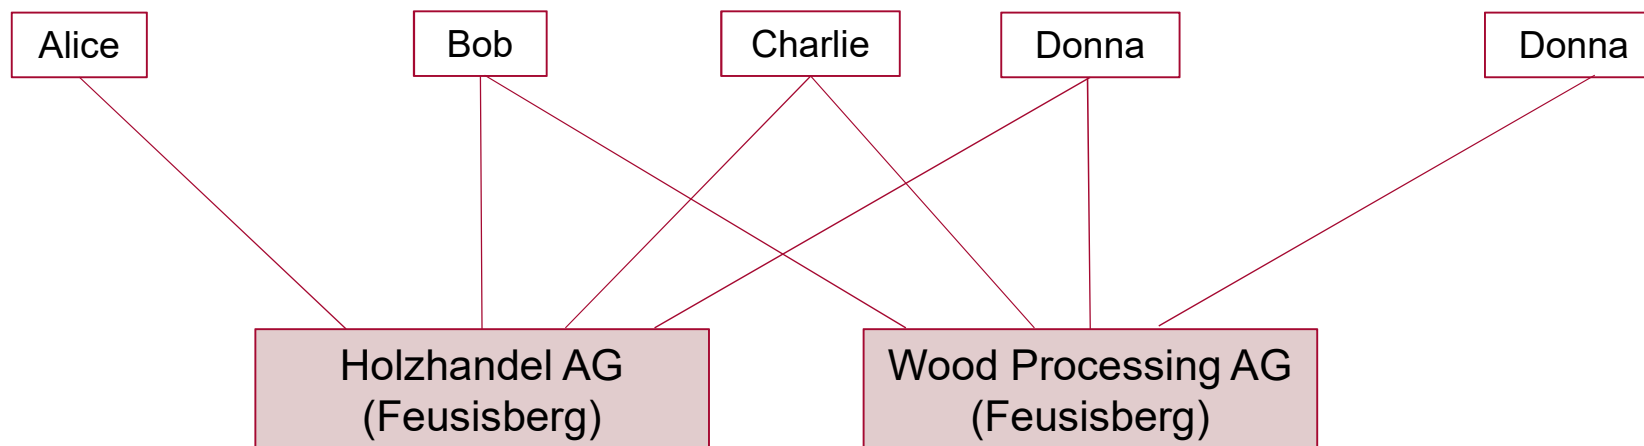 Alice
Bob
Charlie
Donna
Donna
Holzhandel AG
(Feusisberg)
Wood Processing AG
(Feusisberg)